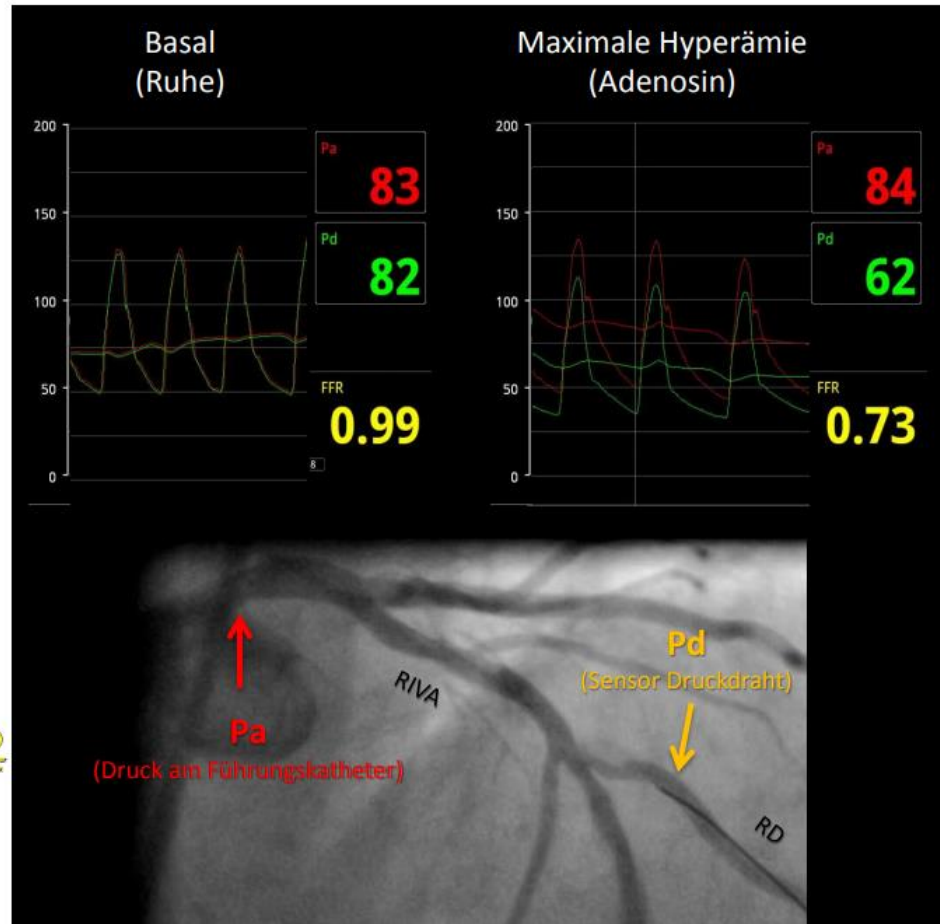 Basal
(Ruhe)
Maximale Hyperämie
(Adenosin)
200
150
100
50
0
Pa
83
Pd
82
FFR
0.99
8
200
150
100
50
0
Pa
84
Pd
62
FFR
0.73
RIVA
Pd
(Sensor Druckdraht)
Pa
(Druck am Führungskatheter)
RD